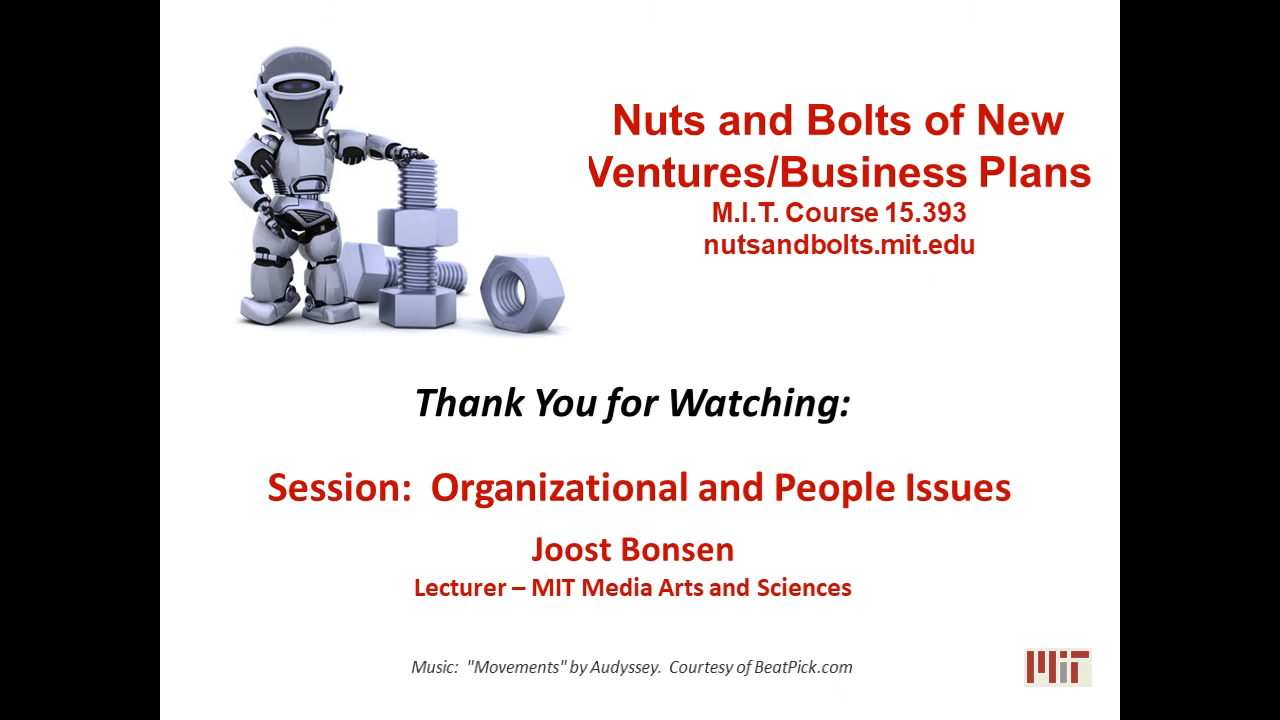 Nuts and Bolts of New
Ventures/Business Plans
M.I.T. Course 15.393
nutsandbolts.mit.edu
Thank You for Watching:
Session: Organizational and People Issues
Joost Bonsen
Lecturer – MIT Media Arts and Sciences
Music: "Movements" by Audyssey. Courtesy of BeatPick.com
MIT